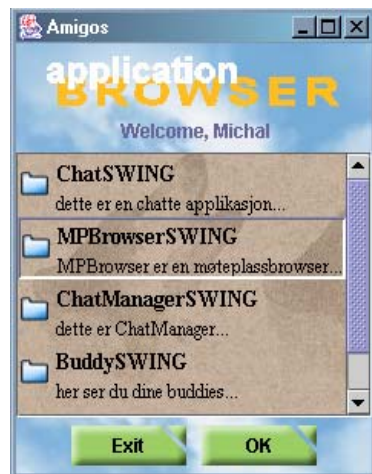 Amigos
application
BROWSER
Welcome, Michal
ChatSWING
dette er en chatte applikasjon...
MPBrowserSWING
MPBrowser er en møteplassbrowser...
ChatManagerSWING
dette er ChatManager...
BuddySWING
her ser du dine buddies...
Exit OK